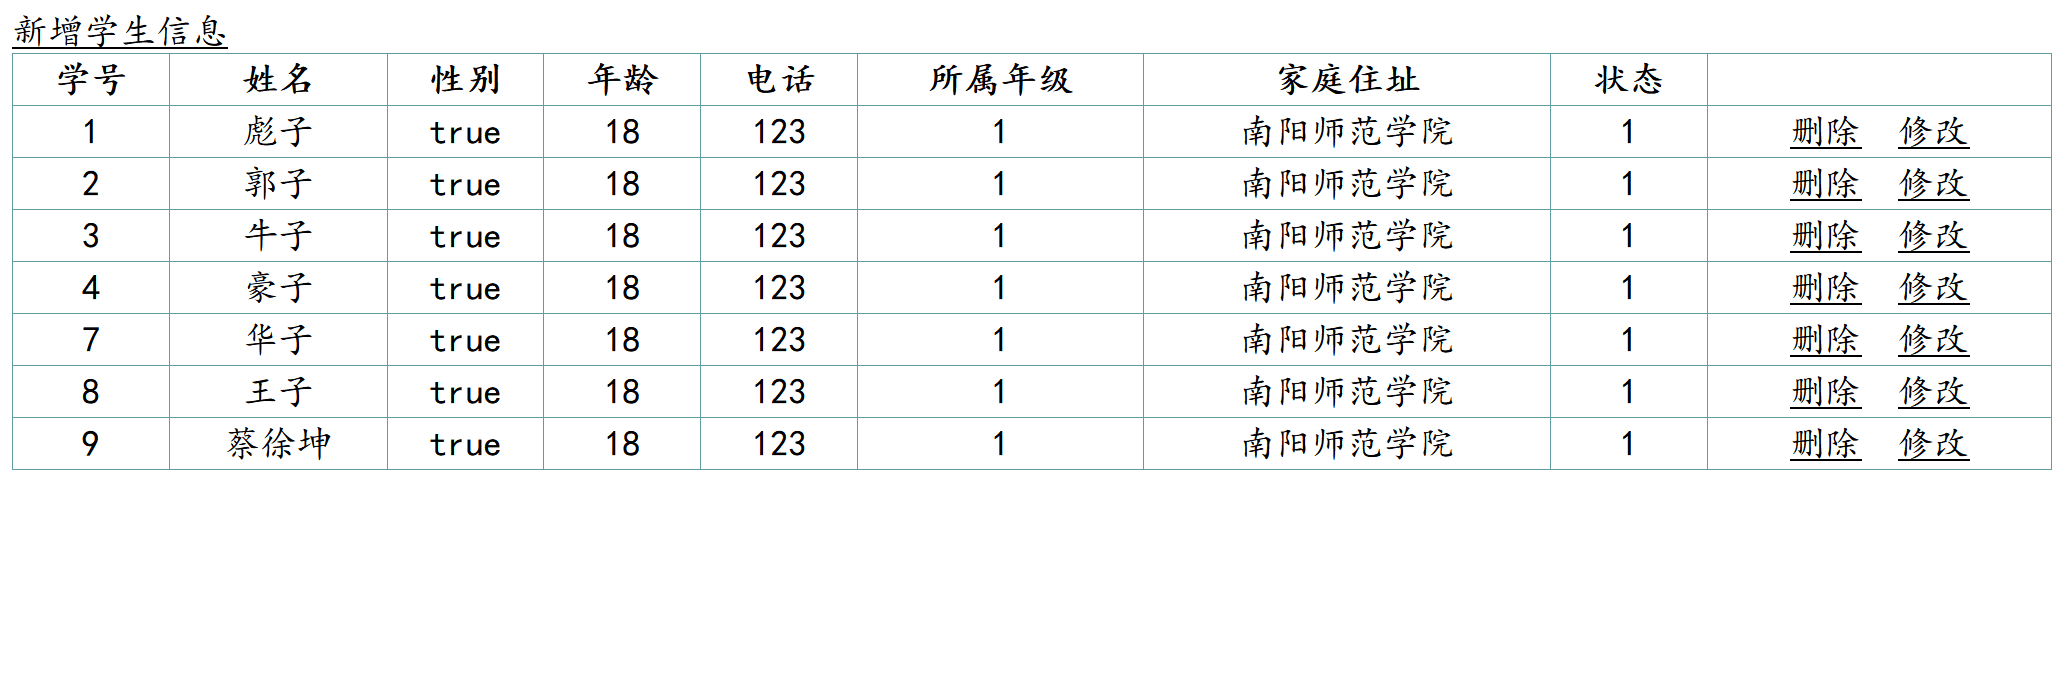 新增学生信息
学号 姓名 性别 年龄 电话 所属年级 家庭住址 状态
1 彪子 true 18 123 1 南阳师范学院 1 删除 修改
2 郭子 true 18 123 1 南阳师范学院 1 删除 修改
3 牛子 true 18 123 1 南阳师范学院 1 删除 修改
4 豪子 true 18 123 1 南阳师范学院 1 删除 修改
7 华子 true 18 123 1 南阳师范学院 1 删除 修改
8 王子 true 18 123 1 南阳师范学院 1 删除 修改
9 蔡徐坤 true 18 123 1 南阳师范学院 1 删除 修改